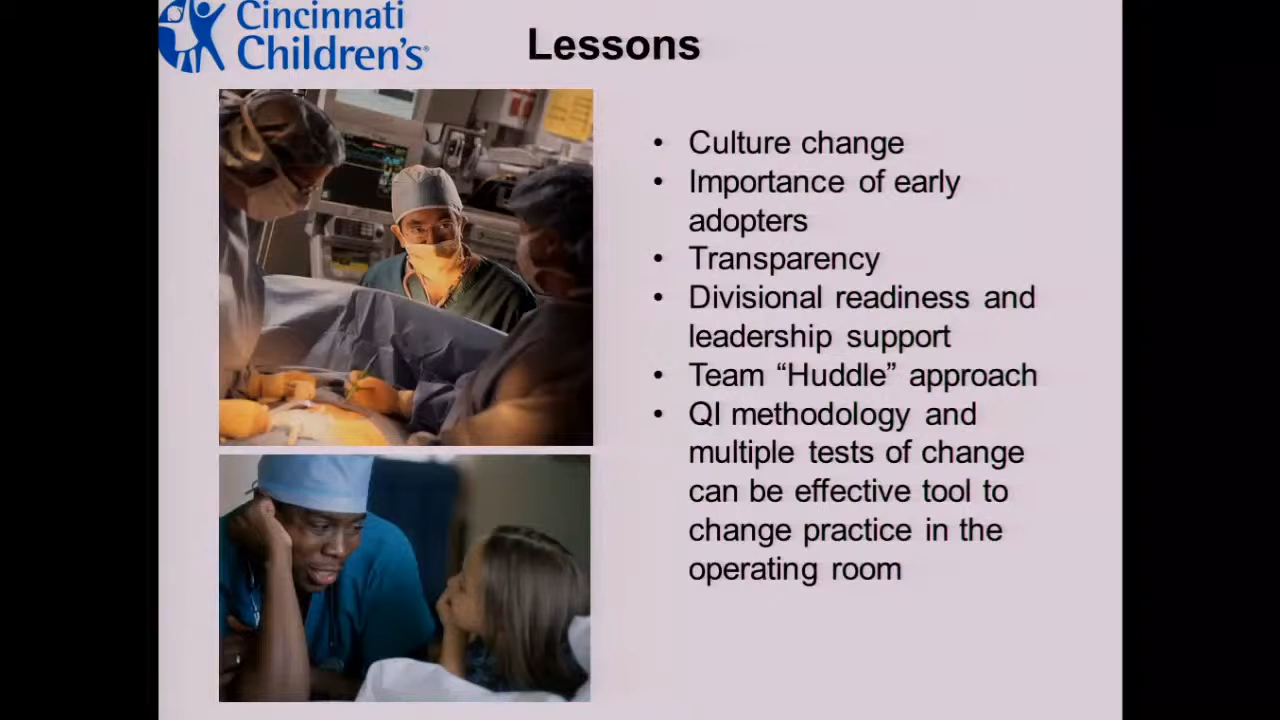 Cincinnati
Children's®
Lessons
• Culture change
• Importance of early
adopters
• Transparency
• Divisional readiness and
leadership support
• Team “Huddle” approach
• QI methodology and
multiple tests of change
can be effective tool to
change practice in the
operating room